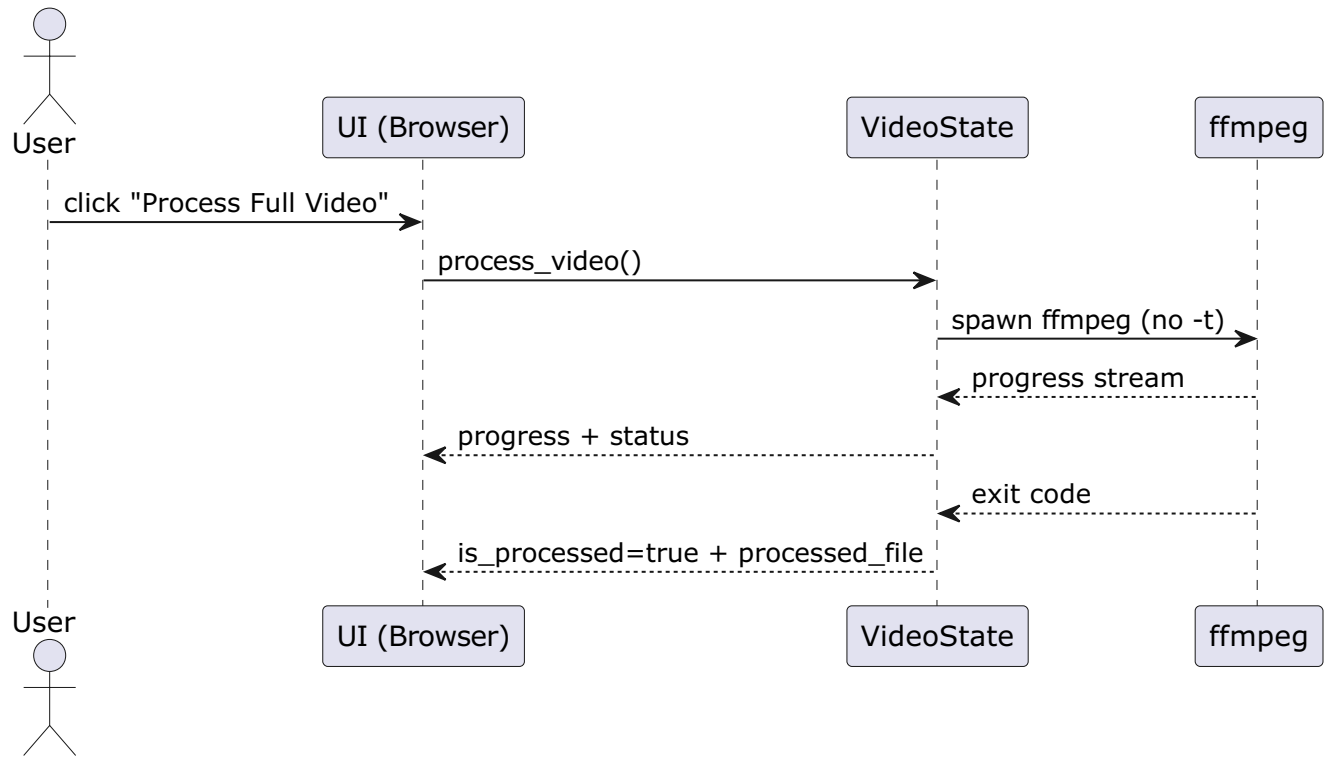 User
UI (Browser)
VideoState
ffmpeg
click "Process Full Video"
process_video()
spawn ffmpeg (no -t)
progress stream
progress + status
exit code
is_processed=true + processed_file
User
UI (Browser)
VideoState
ffmpeg